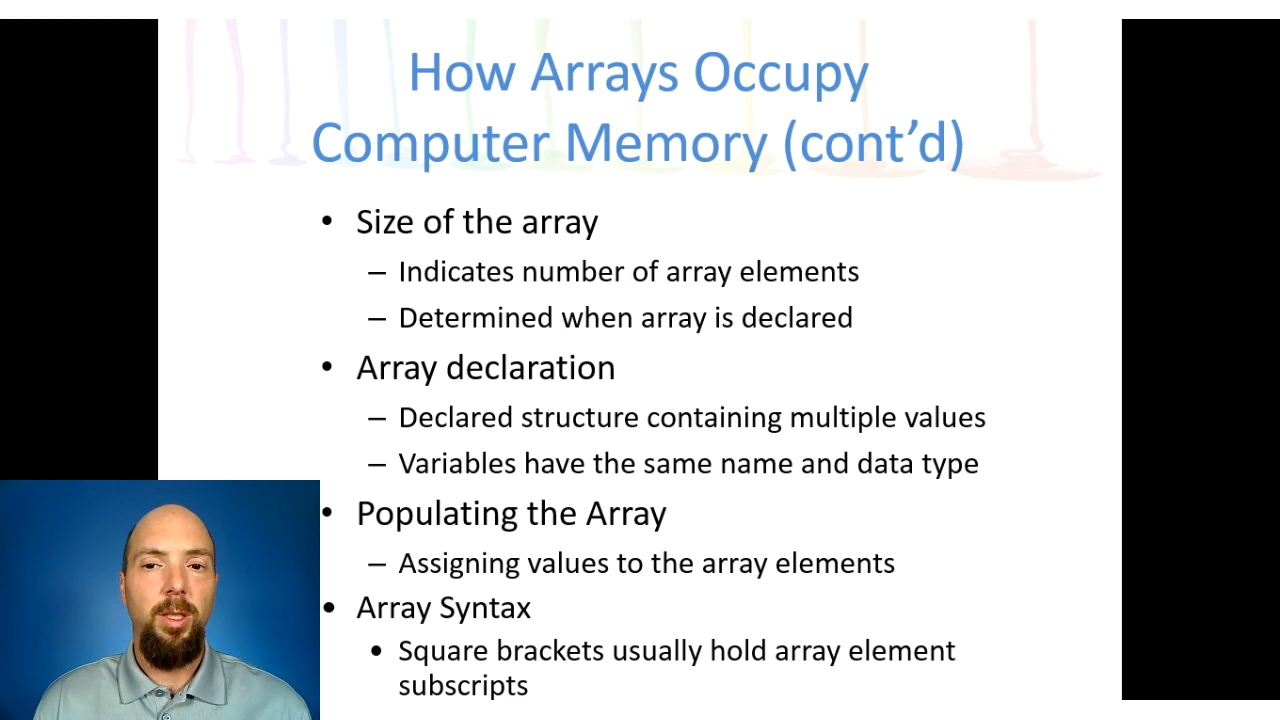 How Arrays Occupy
Computer Memory (cont’d)
• Size of the array
– Indicates number of array elements
– Determined when array is declared
• Array declaration
– Declared structure containing multiple values
– Variables have the same name and data type
• Populating the Array
– Assigning values to the array elements
• Array Syntax
• Square brackets usually hold array element
subscripts